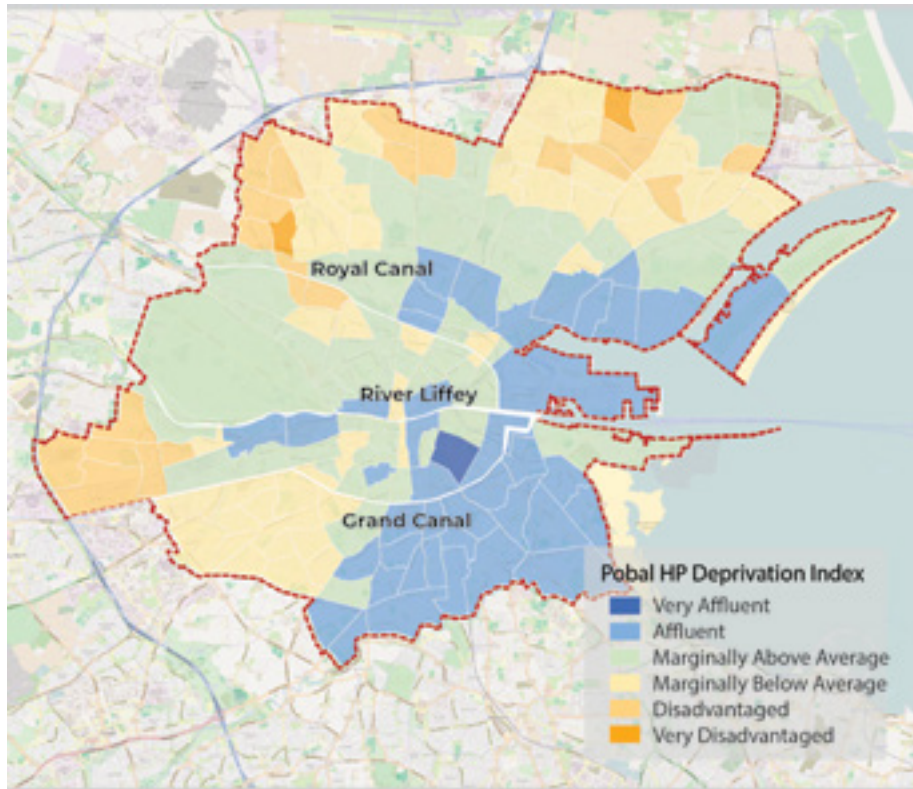 Royal Canal
River Liffey
Grand Canal
Pobal HP Deprivation Index
Very Affluent
Affluent
Marginally Above Average
Marginally Below Average
Disadvantaged
Very Disadvantaged